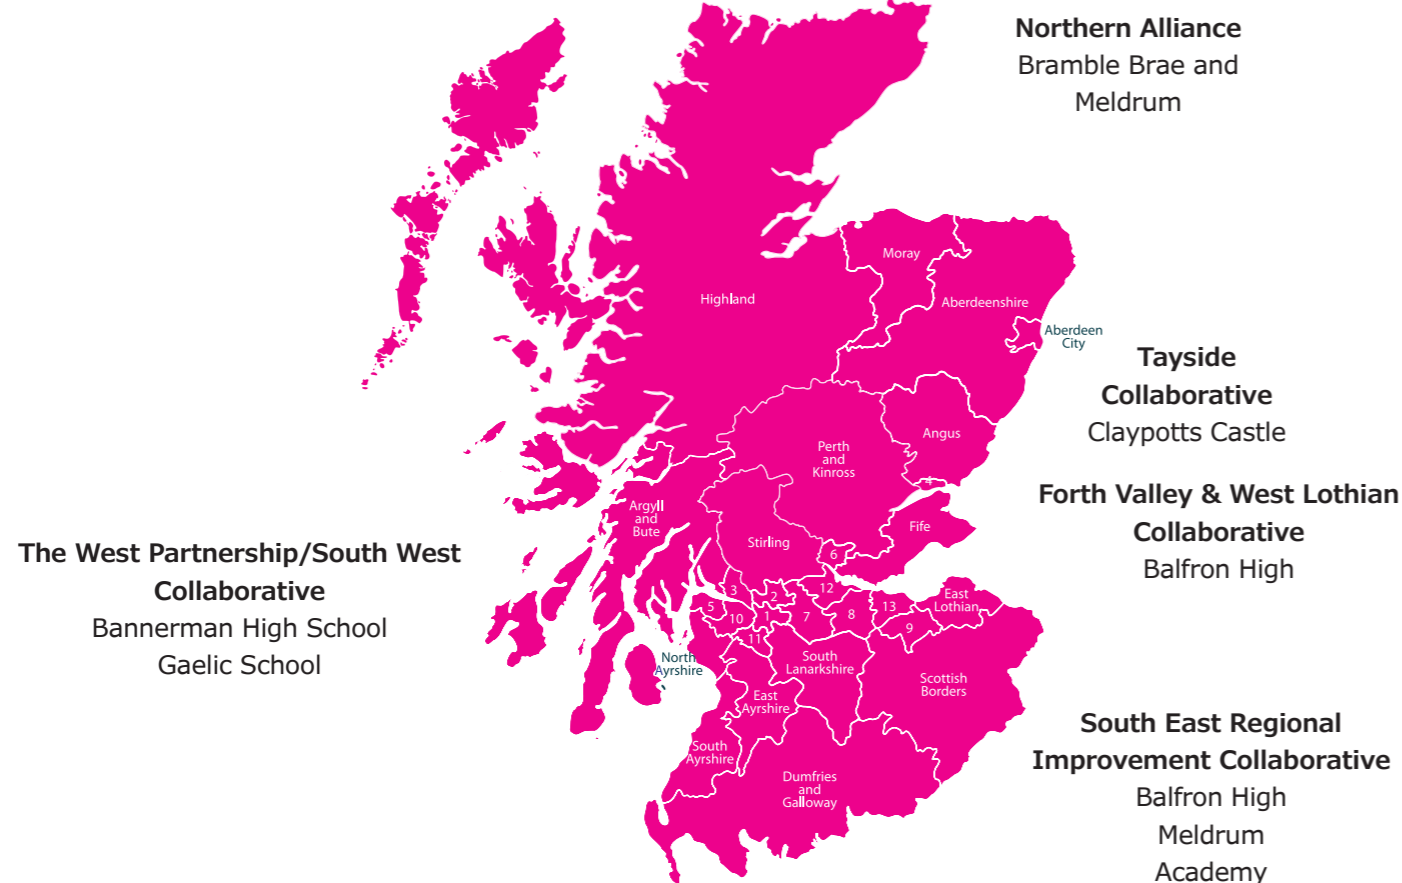 Northern Alliance
Bramble Brae and
Meldrum
Moray
Highland
Aberdeenshire
Aberdeen
City
Tayside
Collaborative
Claypotts Castle
Angus
Perth
and
Kinross
4
Forth Valley & West Lothian
Collaborative
Balfron High
Argyll
and
Bute
Fife
Stirling
6
The West Partnership/South West
Collaborative
Bannerman High School
Gaelic School
3
2
12
East
Lothian
5
10
1
7
8
13
9
11
North
Ayrshire
South
Lanarkshire
Scottish
Borders
East
Ayrshire
South
Ayrshire
Dumfries
and
Galloway
South East Regional
Improvement Collaborative
Balfron High
Meldrum
Academy